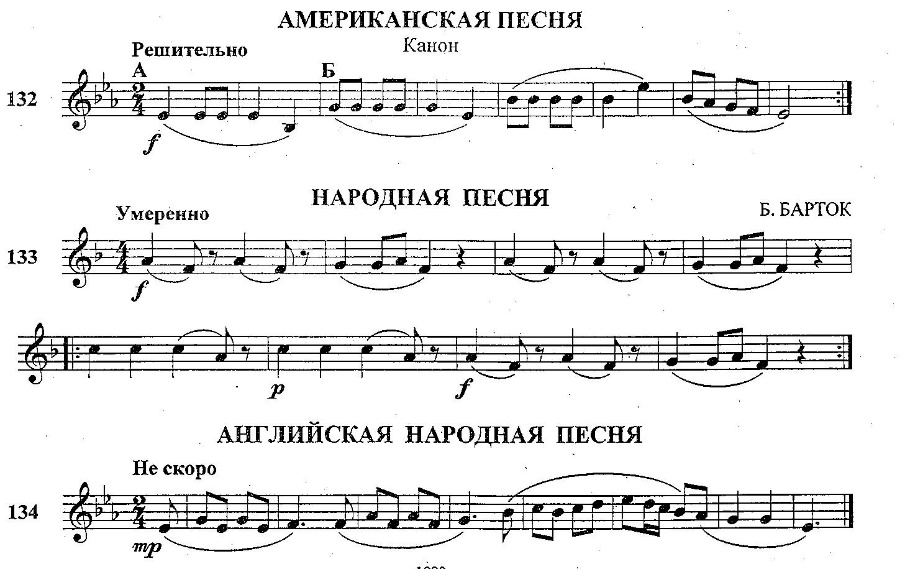 АМЕРИКАНСКАЯ ПЕСНЯ
Канон
Решительно
А Б
132
f
НАРОДНАЯ ПЕСНЯ
Б. БАРТОК
Умеренно
133
f
p f
АНГЛИЙСКАЯ НАРОДНАЯ ПЕСНЯ
Не скоро
134
mp